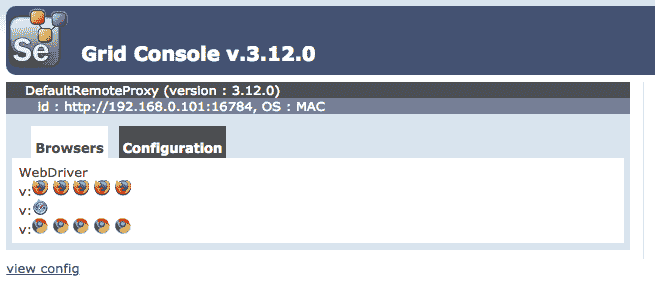 Se
Grid Console v.3.12.0
DefaultRemoteProxy (version : 3.12.0)
id : http://192.168.0.101:16784, OS : MAC
Browsers Configuration
WebDriver
v:
v:
v:
view config